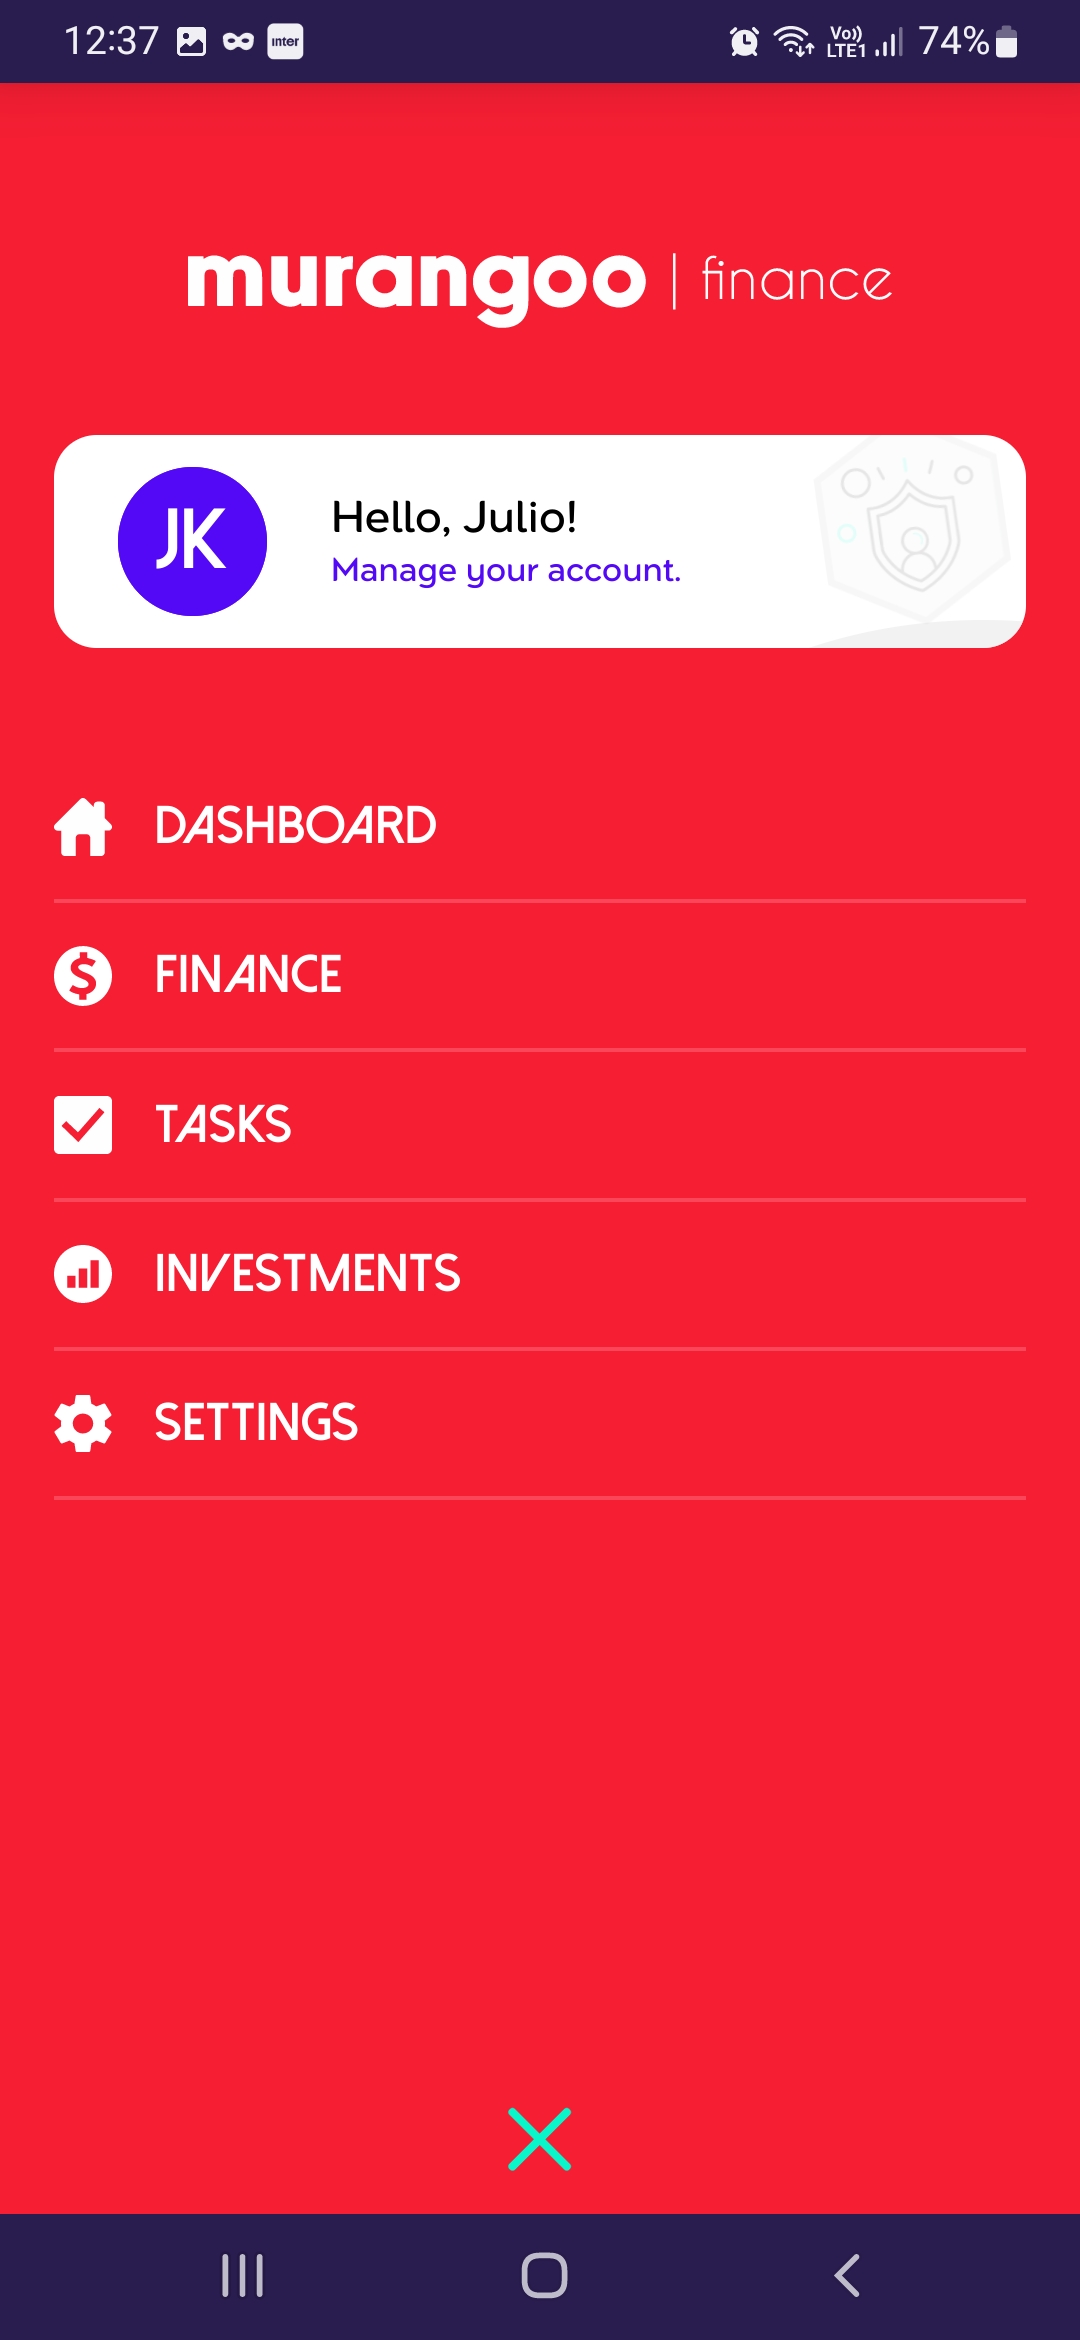 12:37 inter Vo)) LTE1 74%
murangoo | finance
JK
Hello, Julio!
Manage your account.
DASHBOARD
FINANCE
TASKS
INVESTMENTS
SETTINGS